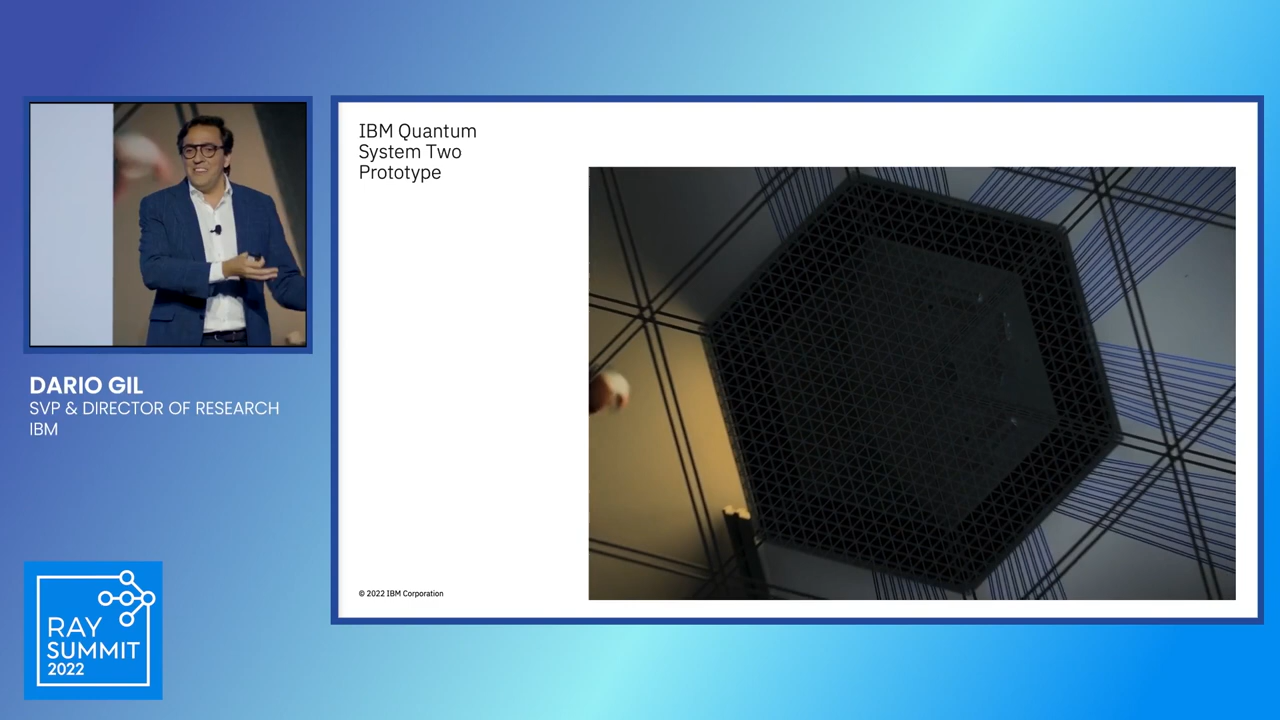 DARIO GIL
SVP & DIRECTOR OF RESEARCH
IBM
RAY
SUMMIT
2022
IBM Quantum
System Two
Prototype
© 2022 IBM Corporation